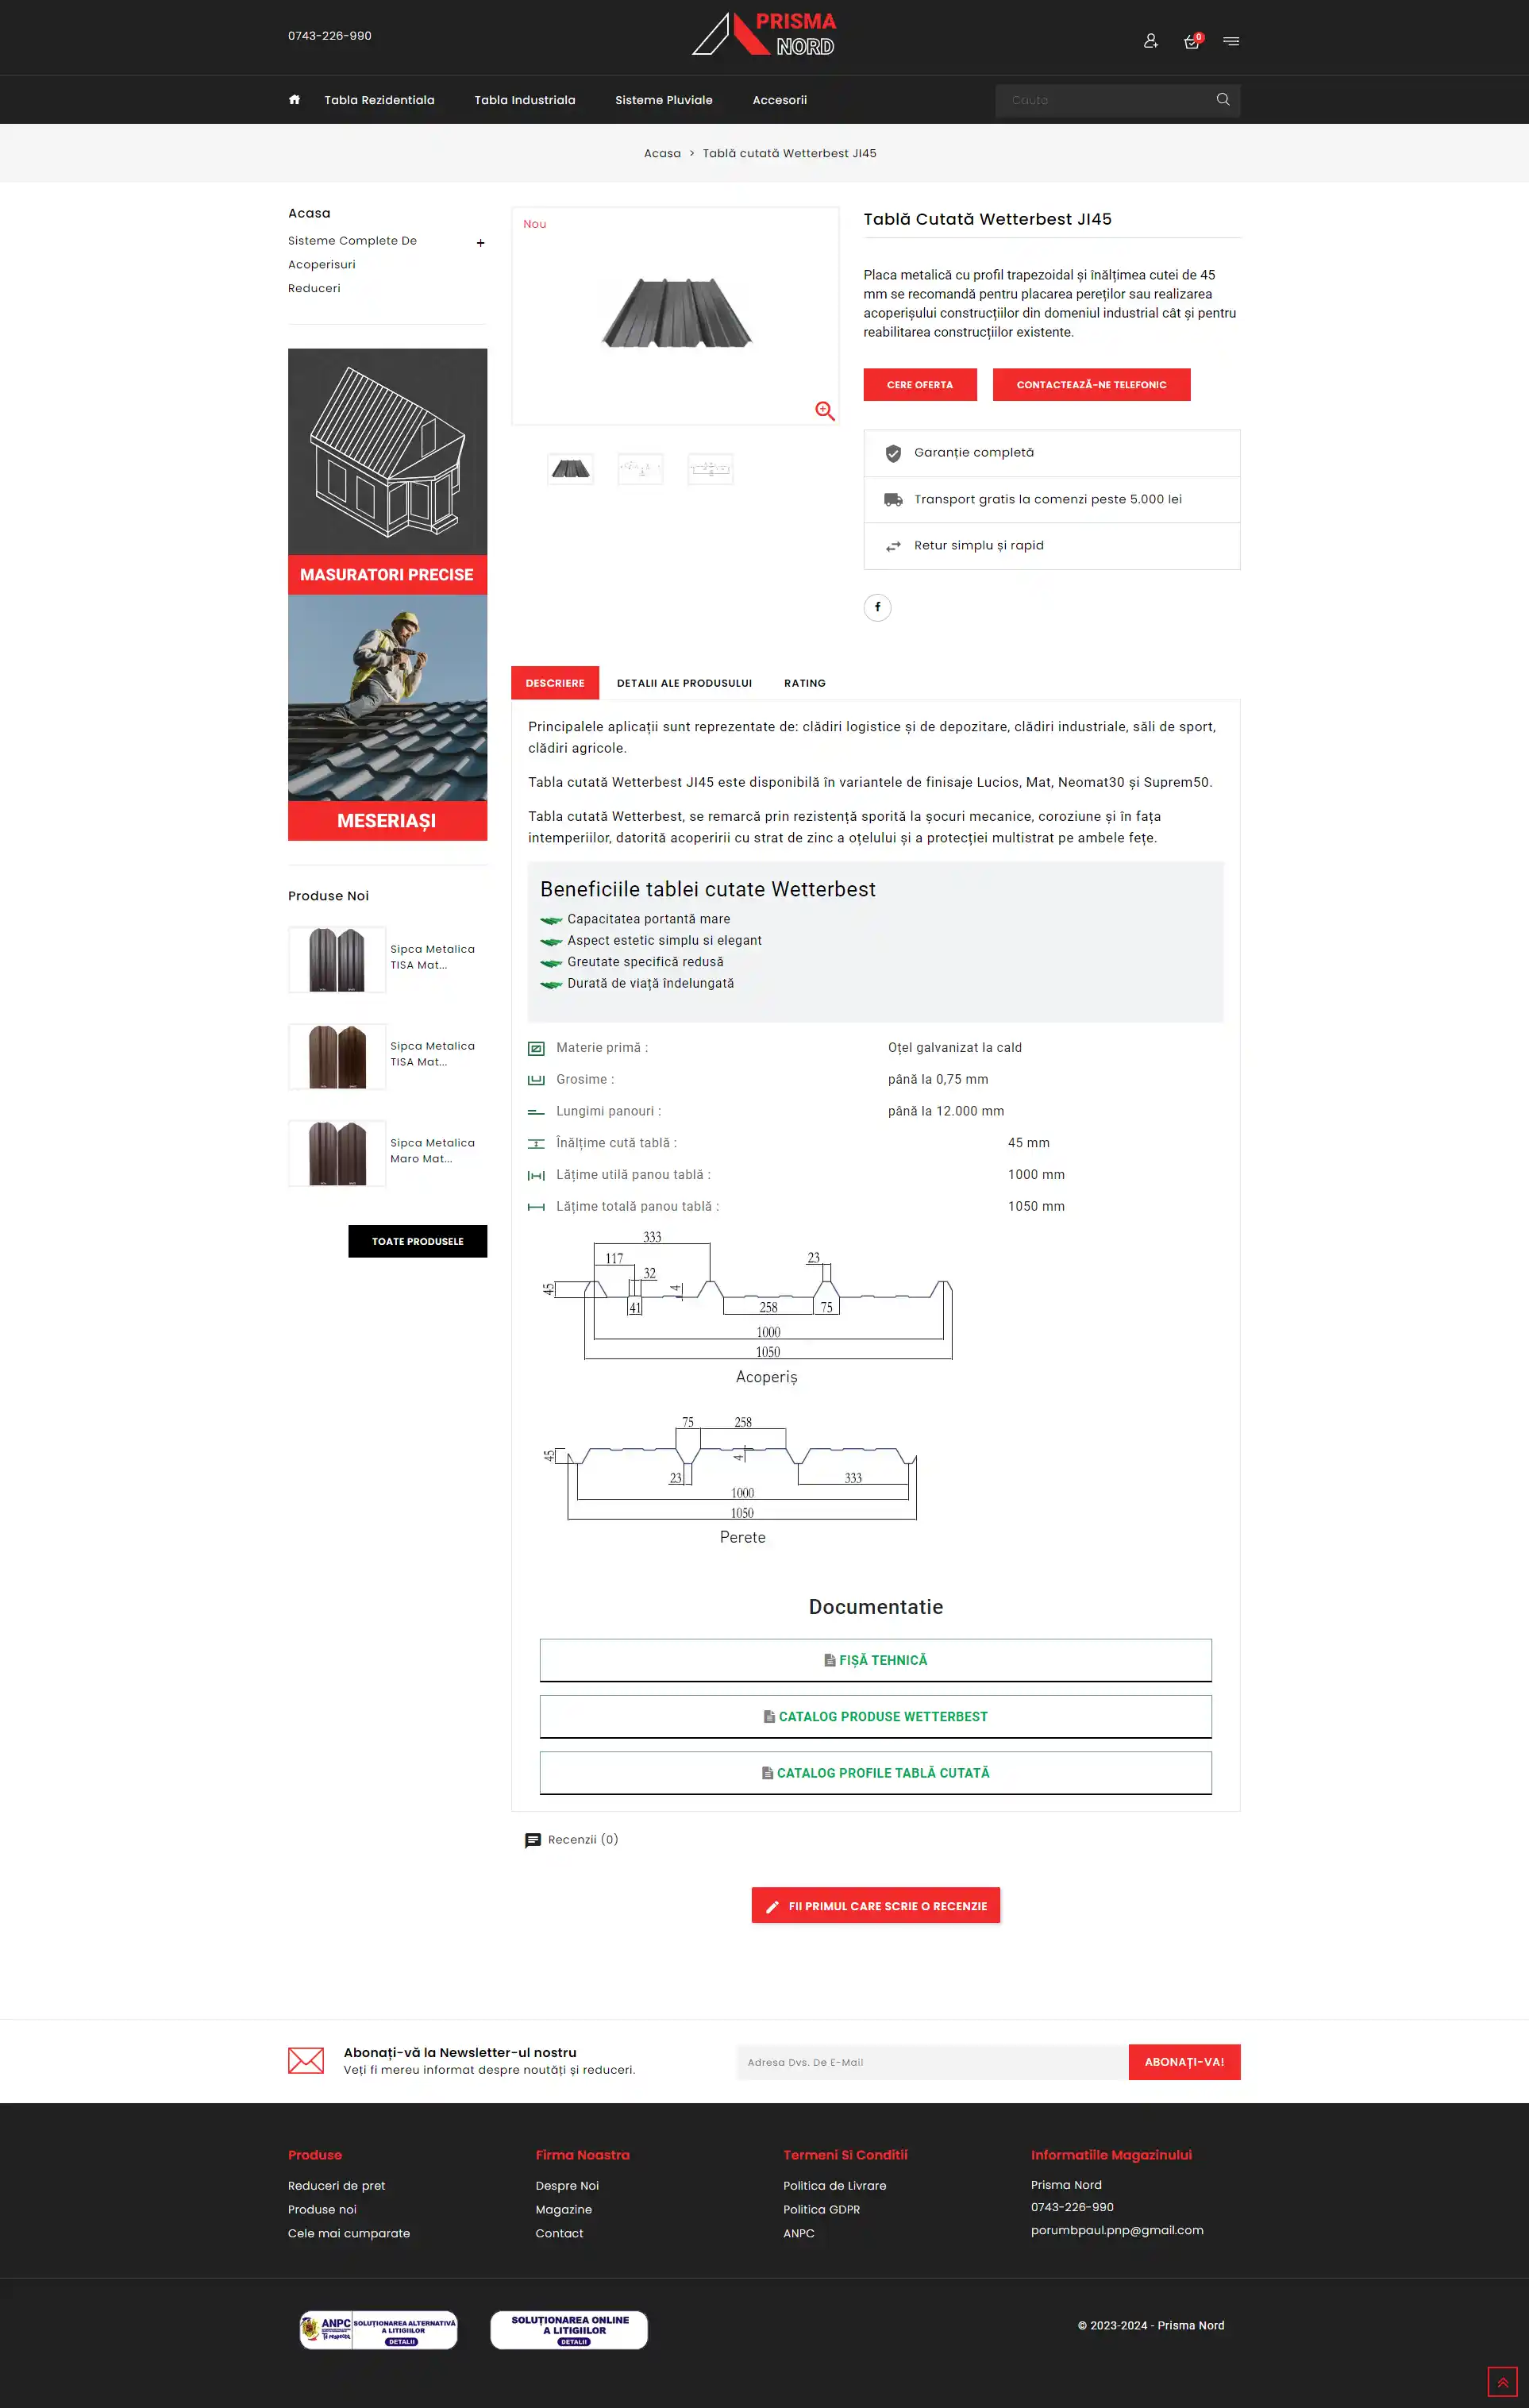 0743-226-990
PRISMA
NORD
0
Tabla Rezidentiala
Tabla Industriala
Sisteme Pluviale
Accesorii
Cauta
Acasa > Tablă cutată Wetterbest JI45
Acasa
Sisteme Complete De
Acoperisuri
Reduceri
MASURATORI PRECISE
MESERIAȘI
Produse Noi
Sipca Metalica
TISA Mat...
Sipca Metalica
TISA Mat...
Sipca Metalica
Maro Mat...
TOATE PRODUSELE
Nou
Tablă Cutată Wetterbest JI45
Placa metalică cu profil trapezoidal și înălțimea cutei de 45
mm se recomandă pentru placarea pereților sau realizarea
acoperișului construcțiilor din domeniul industrial cât și pentru
reabilitarea construcțiilor existente.
CERE OFERTA
CONTACTEAZĂ-NE TELEFONIC
Garanție completă
Transport gratis la comenzi peste 5.000 lei
Retur simplu și rapid
DESCRIERE
DETALII ALE PRODUSULUI
RATING
Principalele aplicații sunt reprezentate de: clădiri logistice și de depozitare, clădiri industriale, săli de sport,
clădiri agricole.
Tabla cutată Wetterbest JI45 este disponibilă în variantele de finisaje Lucios, Mat, Neomat30 și Suprem50.
Tabla cutată Wetterbest, se remarcă prin rezistență sporită la șocuri mecanice, coroziune și în fața
intemperiilor, datorită acoperirii cu strat de zinc a oțelului și a protecției multistrat pe ambele fețe.
Beneficiile tablei cutate Wetterbest
Capacitatea portantă mare
Aspect estetic simplu si elegant
Greutate specifică redusă
Durată de viață îndelungată
Materie primă : Oțel galvanizat la cald
Grosime : până la 0,75 mm
Lungimi panouri : până la 12.000 mm
Înălțime cută tablă : 45 mm
Lățime utilă panou tablă : 1000 mm
Lățime totală panou tablă : 1050 mm
333
117
23
32
45
4
41
258
75
1000
1050
Acoperiș
75
258
45
4
23
333
1000
1050
Perete
Documentatie
FIȘĂ TEHNICĂ
CATALOG PRODUSE WETTERBEST
CATALOG PROFILE TABLĂ CUTATĂ
Recenzii (0)
FII PRIMUL CARE SCRIE O RECENZIE
Abonați-vă la Newsletter-ul nostru
Veți fi mereu informat despre noutăți și reduceri.
Adresa Dvs. De E-Mail
ABONAȚI-VA!
Produse
Reduceri de pret
Produse noi
Cele mai cumparate
Firma Noastra
Despre Noi
Magazine
Contact
Termeni Si Conditii
Politica de Livrare
Politica GDPR
ANPC
Informatiile Magazinului
Prisma Nord
0743-226-990
porumbpaul.pnp@gmail.com
ANPC
SOLUȚIONAREA ALTERNATIVĂ
A LITIGIILOR
DETALII
SOLUȚIONAREA ONLINE
A LITIGIILOR
DETALII
© 2023-2024 - Prisma Nord